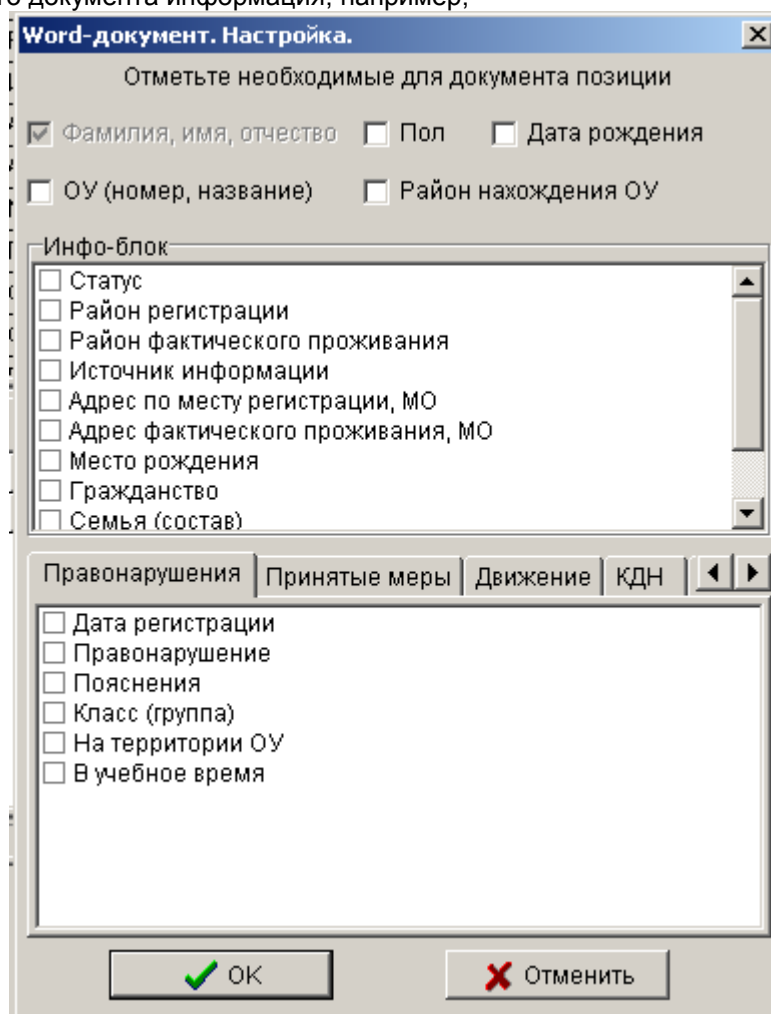 документа информация, например,
Word-документ. Настройка.
Отметьте необходимые для документа позиции
Фамилия, имя, отчество Пол Дата рождения
ОУ (номер, название) Район нахождения ОУ
Инфо-блок
Статус
Район регистрации
Район фактического проживания
Источник информации
Адрес по месту регистрации, МО
Адрес фактического проживания, МО
Место рождения
Гражданство
Семья (состав)
Правонарушения Принятые меры Движение КДН
Дата регистрации
Правонарушение
Пояснения
Класс (группа)
На территории ОУ
В учебное время
OK Отменить